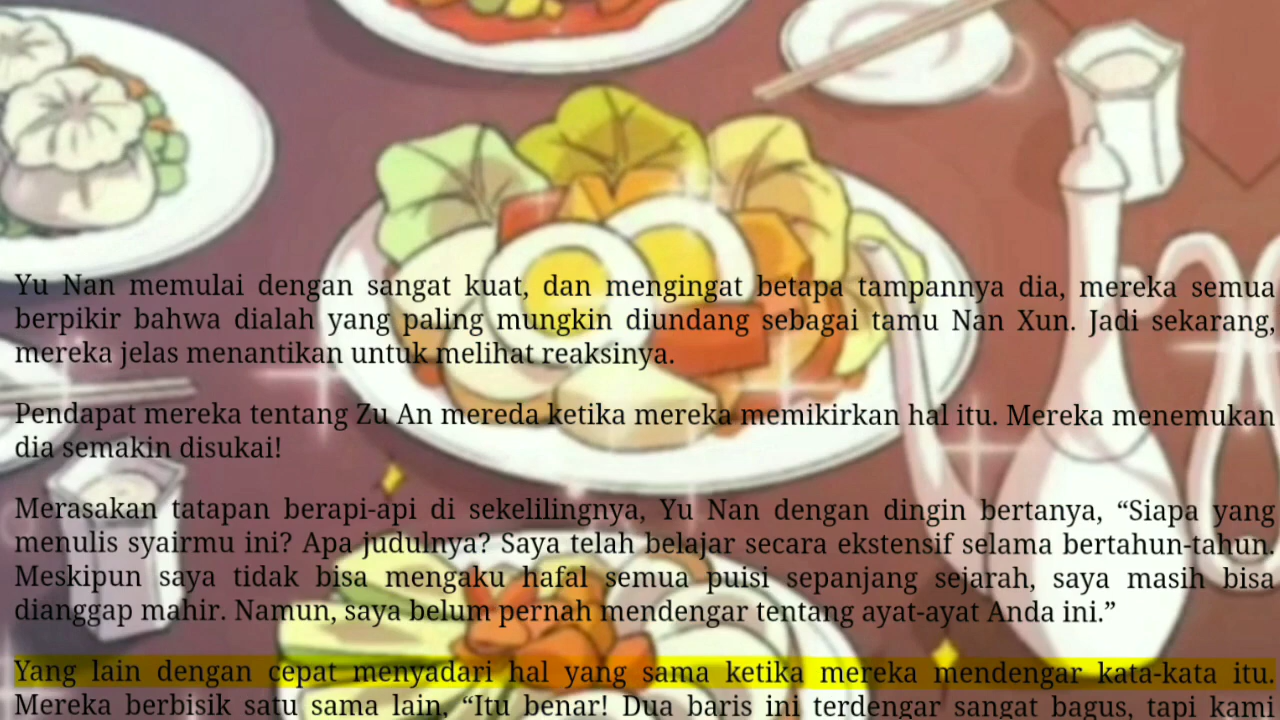 Yu Nan memulai dengan sangat kuat, dan mengingat betapa tampannya dia, mereka semua
berpikir bahwa dialah yang paling mungkin diundang sebagai tamu Nan Xun. Jadi sekarang,
mereka jelas menantikan untuk melihat reaksinya.
Pendapat mereka tentang Zu An mereda ketika mereka memikirkan hal itu. Mereka menemukan
dia semakin disukai!
Merasakan tatapan berapi-api di sekelilingnya, Yu Nan dengan dingin bertanya, “Siapa yang
menulis syairmu ini? Apa judulnya? Saya telah belajar secara ekstensif selama bertahun-tahun.
Meskipun saya tidak bisa mengaku hafal semua puisi sepanjang sejarah, saya masih bisa
dianggap mahir. Namun, saya belum pernah mendengar tentang ayat-ayat Anda ini.”
Yang lain dengan cepat menyadari hal yang sama ketika mereka mendengar kata-kata itu.
Mereka berbisik satu sama lain, “Itu benar! Dua baris ini terdengar sangat bagus, tapi kami